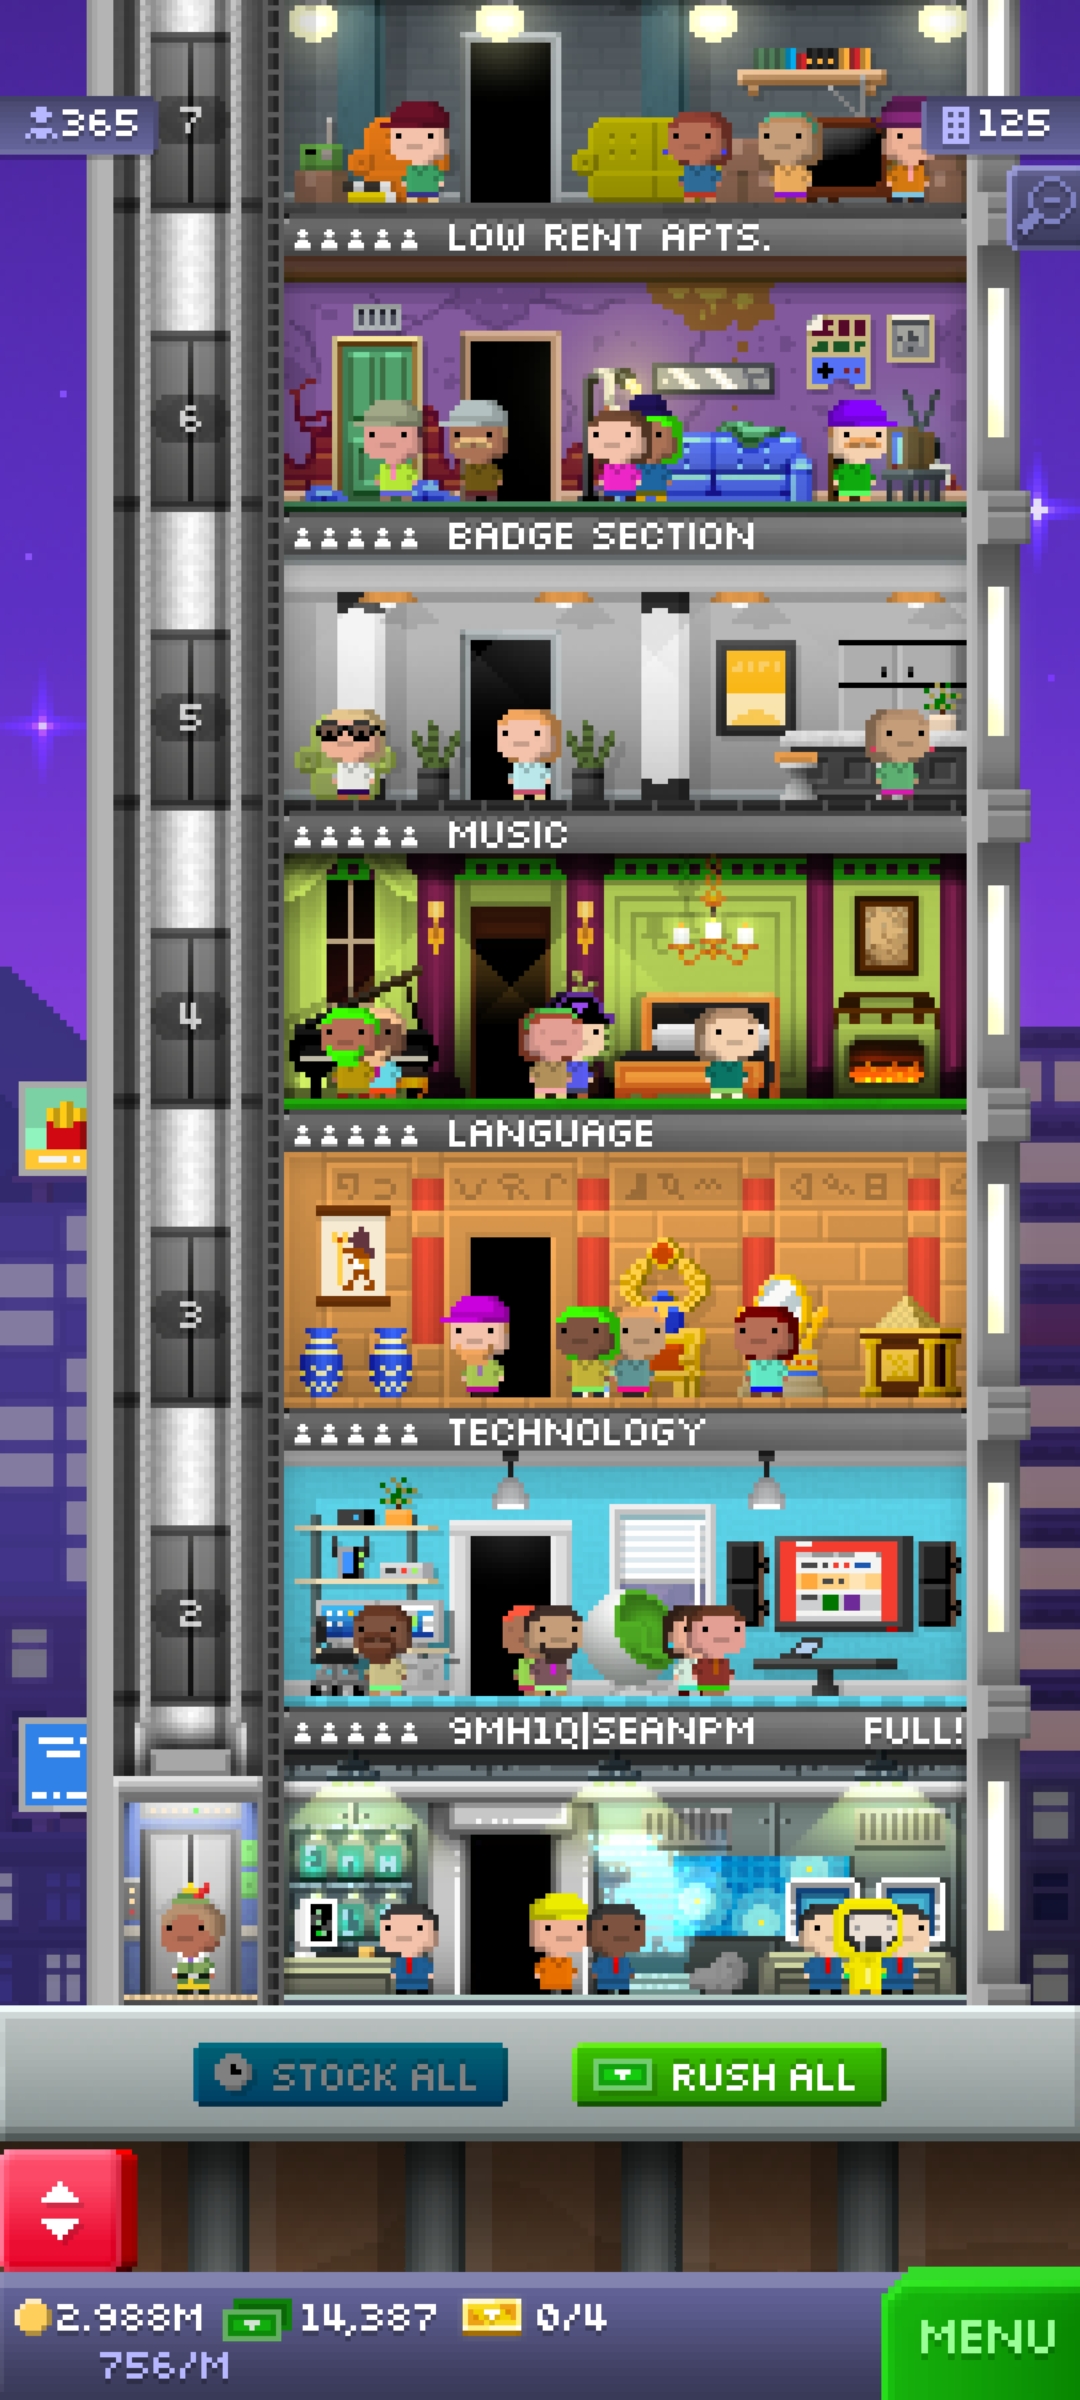 7
365
125
LOW RENT APTS.
6
BADGE SECTION
5
MUSIC
4
LANGUAGE
3
TECHNOLOGY
2
9MH1Q|SEANPM FULL!
STOCK ALL
RUSH ALL
2.988M 14,387 0/4
756/M
MENU